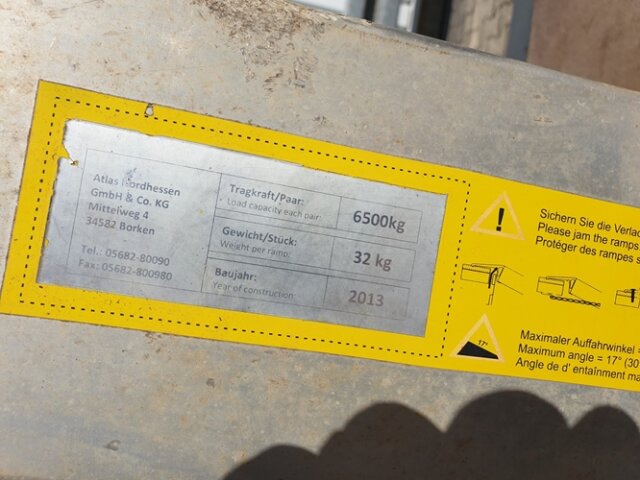 Atlas Nordhessen
GmbH & Co. KG
Mittelweg 4
34582 Borken
Tel.: 05682-80090
Fax: 05682-800980
Tragkraft/Paar:
Load capacity each pair:
6500kg
Gewicht/Stück:
Weight per ramp:
32 kg
Baujahr:
Year of construction:
2013
!
Sichern Sie die Verlad
Please jam the ramps
Protéger des rampes s
17°
Maximaler Auffahrwinkel =
Maximum angle = 17° (30
Angle de d' entaînment ma